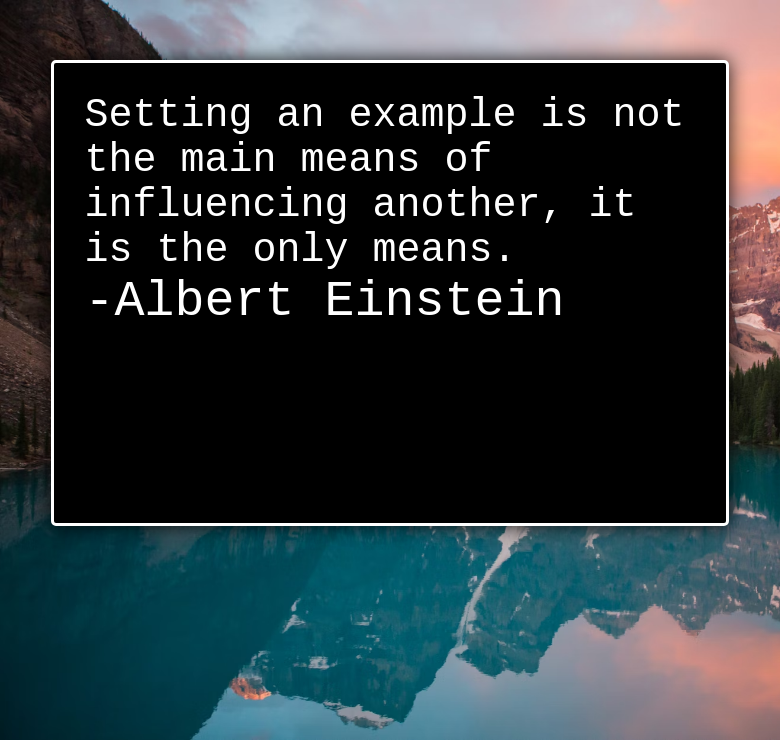 Setting an example is not
the main means of
influencing another, it
is the only means.
-Albert Einstein